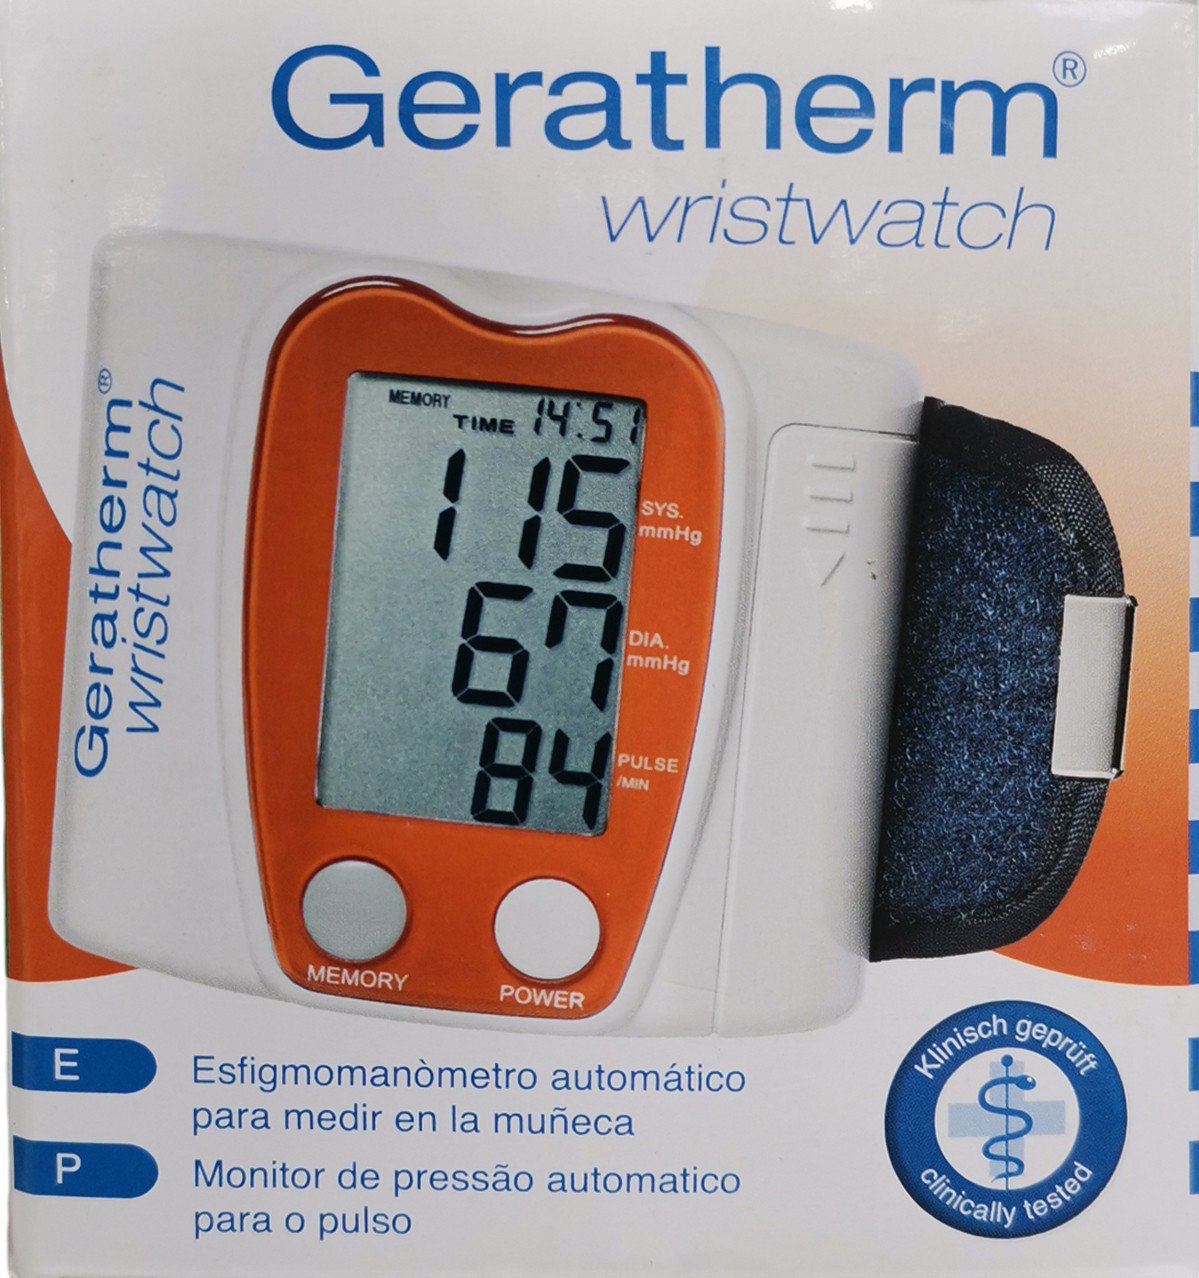 Geratherm®
wristwatch
Geratherm®
wristwatch
MEMORY
TIME 14:51
115
SYS.
mmHg
67
DIA.
mmHg
84
PULSE
/MIN
MEMORY
POWER
E
Esfigmomanòmetro automático
para medir en la muñeca
P
Monitor de pressão automatico
para o pulso
Klinisch geprüft
clinically tested